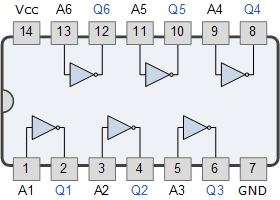 Vcc A6 Q6 A5 Q5 A4 Q4
14 13 12 11 10 9 8
1 2 3 4 5 6 7
A1 Q1 A2 Q2 A3 Q3 GND